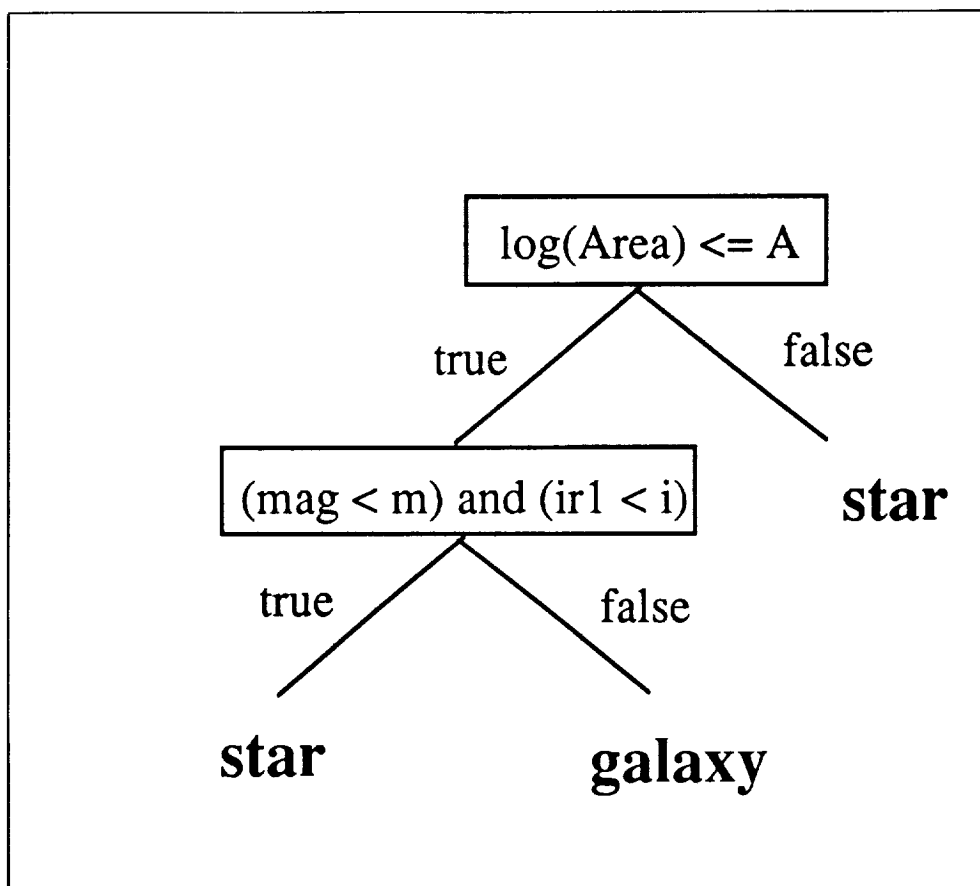 log(Area) <= A
true
false
(mag < m) and (ir1 < i)
star
true
false
star
galaxy